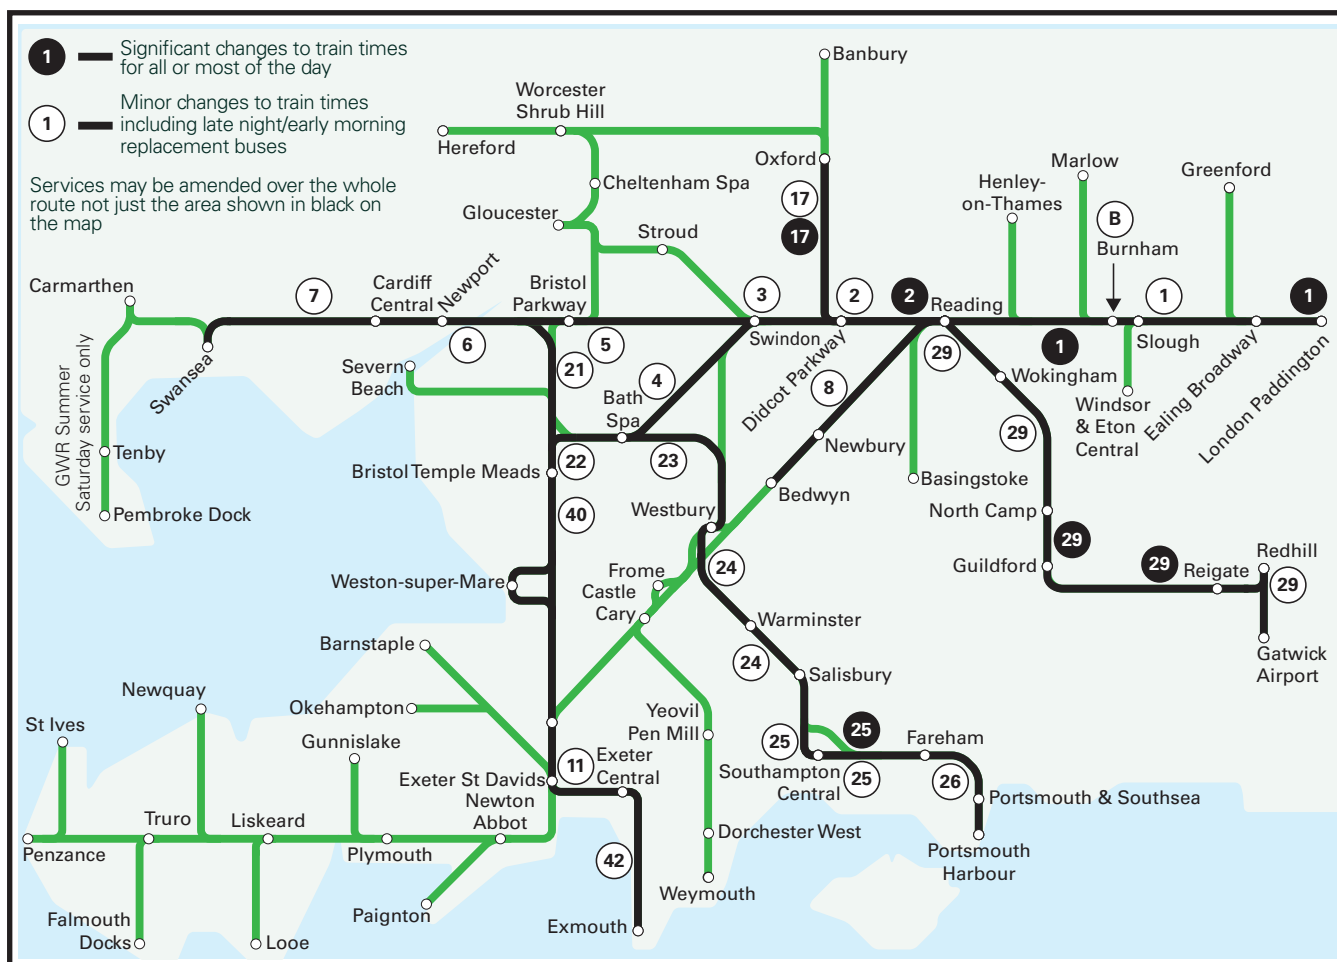 1
Significant changes to train times
for all or most of the day
1
Minor changes to train times
including late night/early morning
replacement buses
Services may be amended over the whole
route not just the area shown in black on
the map
Banbury
Worcester
Shrub Hill
Hereford
Oxford
Cheltenham Spa
Gloucester
Stroud
17
17
Marlow
Henley-
on-Thames
Greenford
B
Burnham
Carmarthen
7
Cardiff
Central
Newport
Bristol
Parkway
3
2
2
Reading
1
1
Swansea
6
5
21
Swindon
Didcot Parkway
29
1
Slough
Ealing Broadway
London Paddington
Severn
Beach
4
Bath
Spa
8
Wokingham
Windsor
& Eton
Central
GWR Summer
Saturday service only
Tenby
Pembroke Dock
22
23
29
Newbury
Bristol Temple Meads
Bedwyn
Basingstoke
40
Westbury
North Camp
29
Guildford
29
Reigate
Redhill
29
Gatwick
Airport
Weston-super-Mare
Frome
Castle
Cary
24
Warminster
24
Salisbury
Barnstaple
Newquay
Okehampton
St Ives
Gunnislake
Yeovil
Pen Mill
25
25
25
Fareham
26
Southampton
Central
Portsmouth & Southsea
Portsmouth
Harbour
11
Exeter
Central
Exeter St Davids
Newton
Abbot
Truro
Liskeard
Penzance
Plymouth
Dorchester West
42
Weymouth
Paignton
Falmouth
Docks
Looe
Exmouth